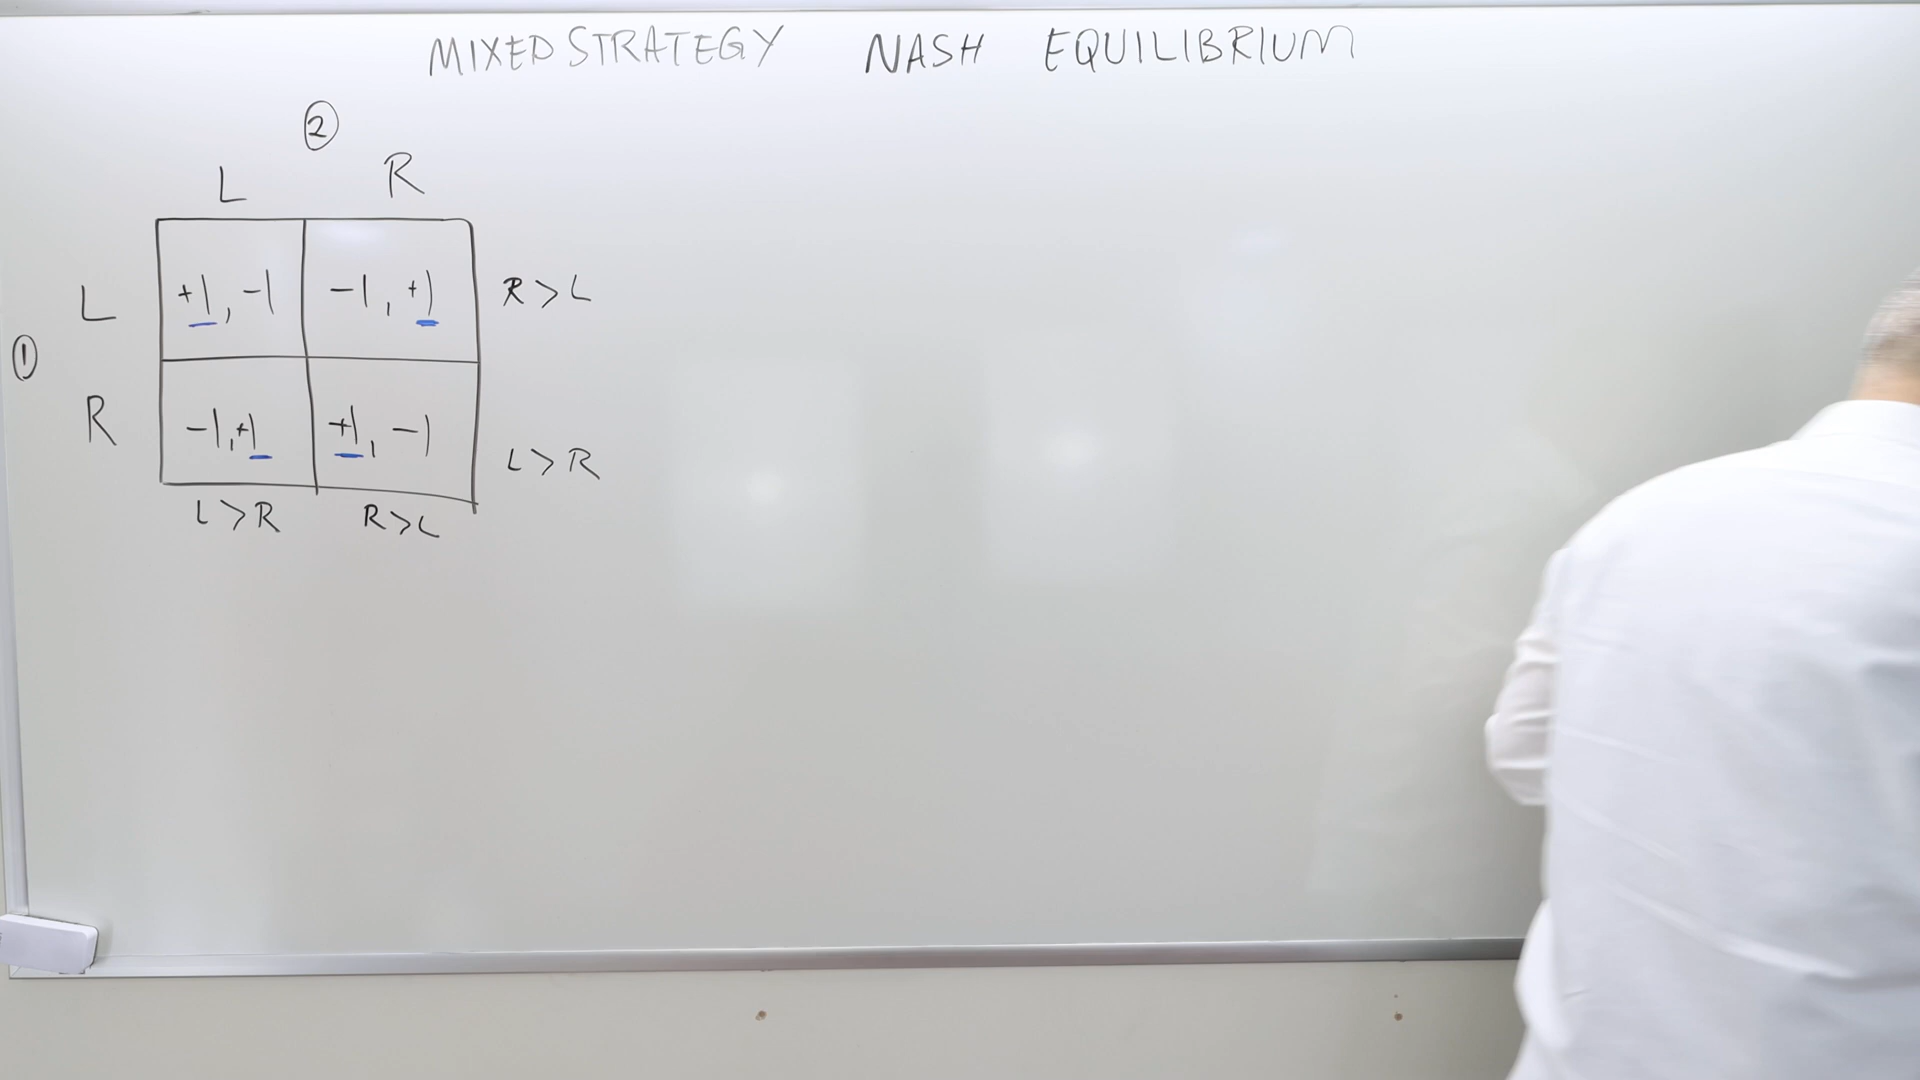 MIXED STRATEGY NASH EQUILIBRIUM
2
L R
L +1, -1 -1, +1 R > L
1
R -1, +1 +1, -1 L > R
L > R R > L